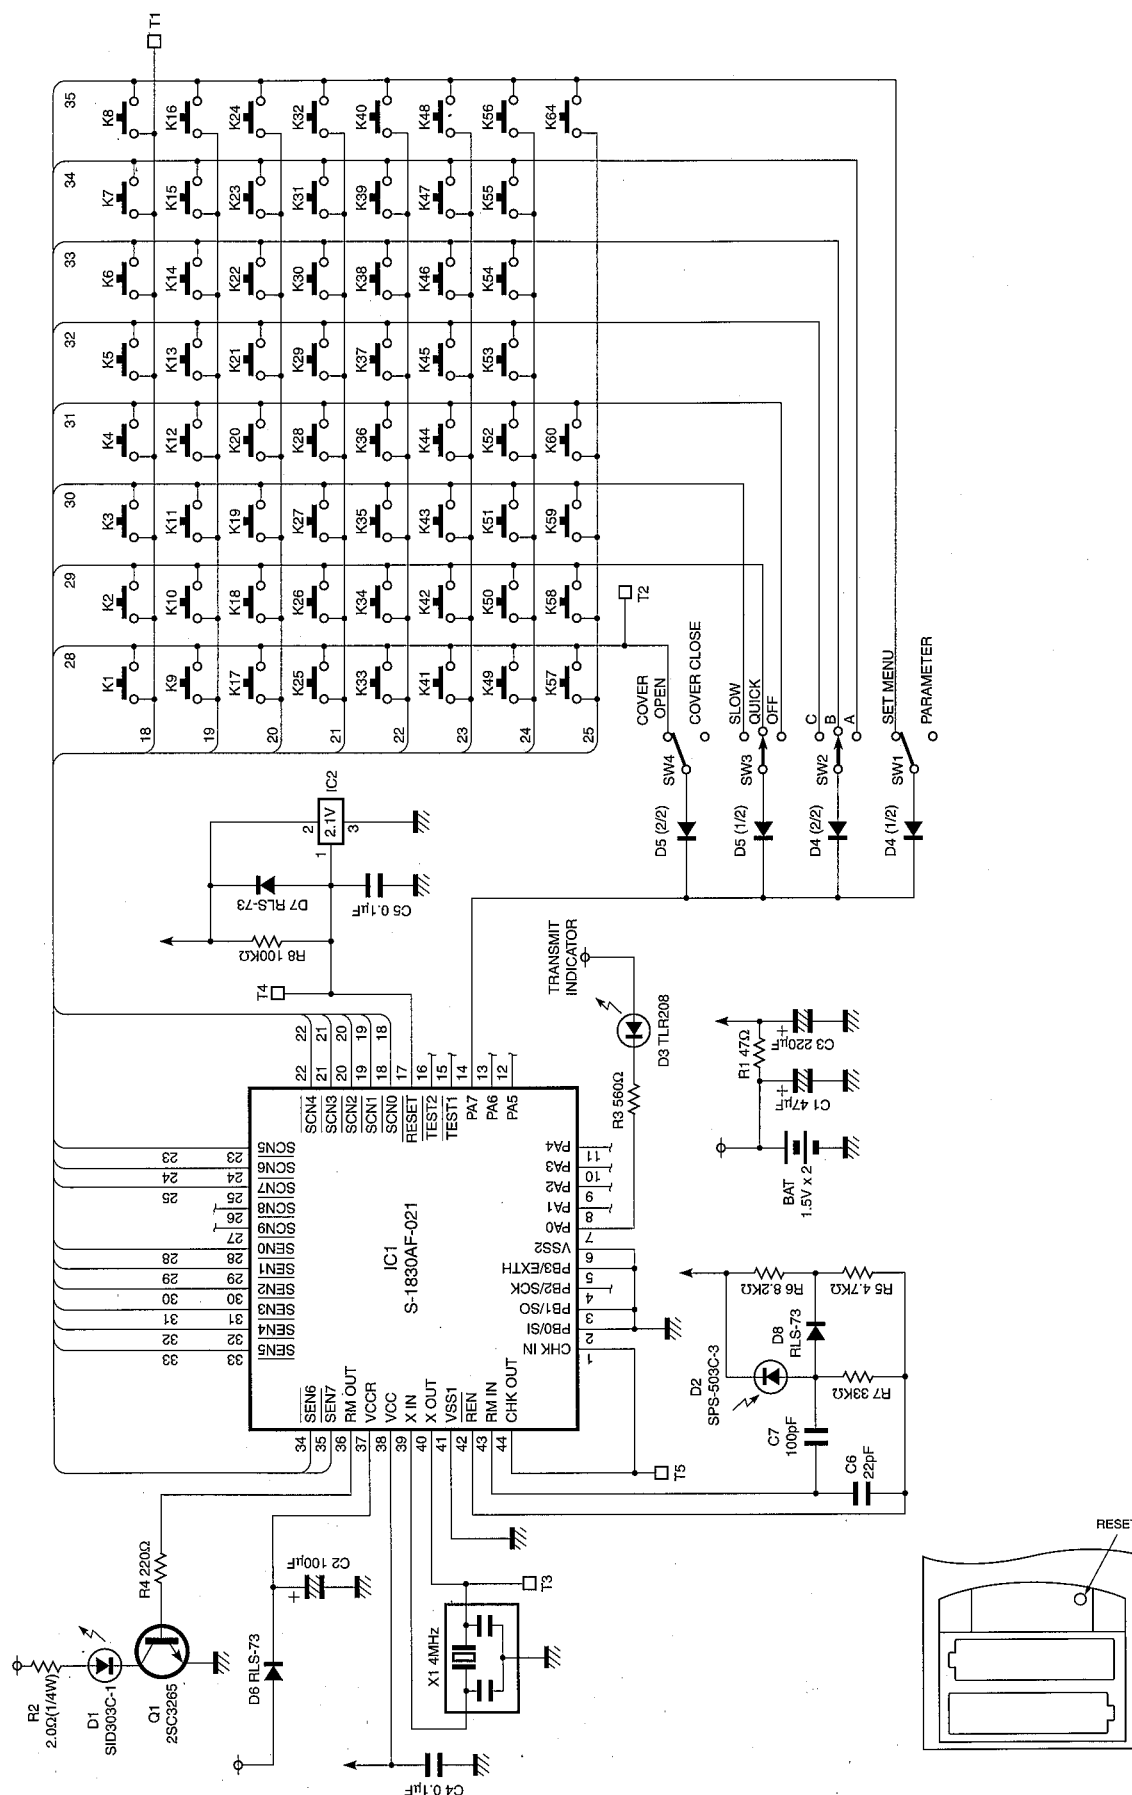 T1
35
K8
K16
K24
K32
K40
K48
K56
K64
34
K7
K15
K23
K31
K39
K47
K55
33
K6
K14
K22
K30
K38
K46
K54
32
K5
K13
K21
K29
K37
K45
K53
31
K4
K12
K20
K28
K36
K44
K52
K60
30
K3
K11
K19
K27
K35
K43
K51
K59
29
K2
K10
K18
K26
K34
K42
K50
K58
T2
28
K1
K9
K17
K25
K33
K41
K49
K57
18
19
20
21
22
23
24
25
COVER OPEN
COVER CLOSE
SLOW
QUICK
OFF
C
B
A
SET MENU
PARAMETER
SW4
SW3
SW2
SW1
D5 (2/2)
D5 (1/2)
D4 (2/2)
D4 (1/2)
IC2
2.1V
1
2
3
D7 RLS-73
C5 0.1µF
R8 100KΩ
T4
TRANSMIT
INDICATOR
D3 TLR208
R3 560Ω
22
21
20
19
18
22
21
20
19
18
17
16
15
14
13
12
SCN4
SCN3
SCN2
SCN1
SCN0
RESET
TEST2
TEST1
PA7
PA6
PA5
23
24
25
23
24
25
26
27
SCN5
SCN6
SCN7
SCN8
SCN9
28
29
30
31
32
33
28
29
30
31
32
33
SEN0
SEN1
SEN2
SEN3
SEN4
SEN5
IC1
S-1830AF-021
PA4
PA3
PA2
PA1
PA0
VSS2
PB3/EXTH
PB2/SCK
PB1/SO
PB0/SI
CHK IN
11
10
9
8
7
6
5
4
3
2
1
SEN6
SEN7
RM OUT
VCCR
VCC
X IN
X OUT
VSS1
REN
RM IN
CHK OUT
34
35
36
37
38
39
40
41
42
43
44
R1 47Ω
C3 220µF
+
C1 47µF
+
BAT
1.5V x 2
R6 8.2KΩ
R5 4.7KΩ
D8
RLS-73
D2
SPS-503C-3
R7 33KΩ
C7
100pF
C6
22pF
T5
T3
R4 220Ω
C2 100µF
+
D6 RLS-73
X1 4MHz
R2
2.0Ω(1/4W)
D1
SID303C-1
Q1
2SC3265
C4 0.1µF
RESET